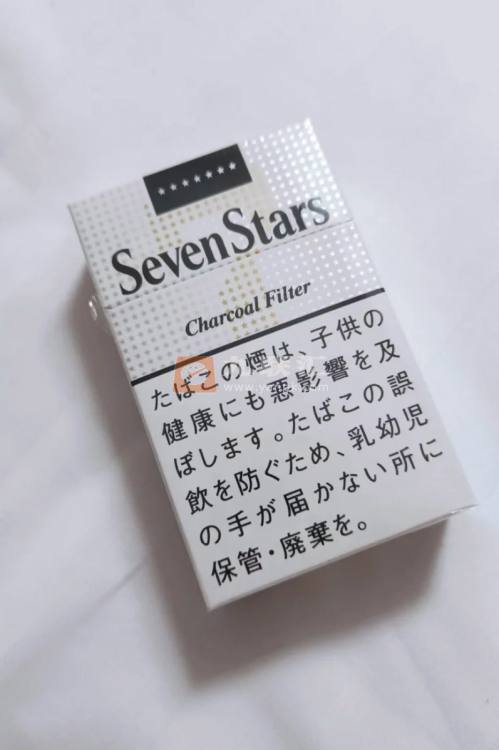 ★★★★★★★
SevenStars
Charcoal Filter
たばこの煙は、子供の
健康にも悪影響を及
ぼします。たばこの誤
飲を防ぐため、乳幼児
の手が届かない所に
保管・廃棄を。